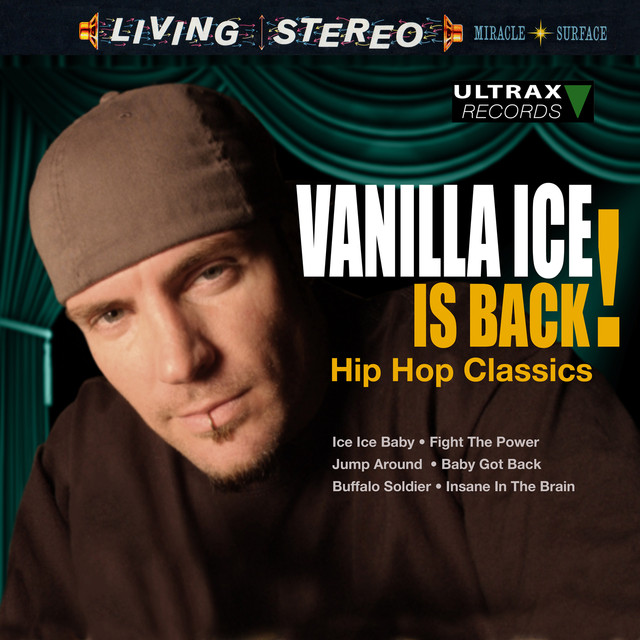 LIVING STEREO MIRACLE SURFACE
ULTRAX
RECORDS
VANILLA ICE
IS BACK!
Hip Hop Classics
Ice Ice Baby • Fight The Power
Jump Around • Baby Got Back
Buffalo Soldier • Insane In The Brain